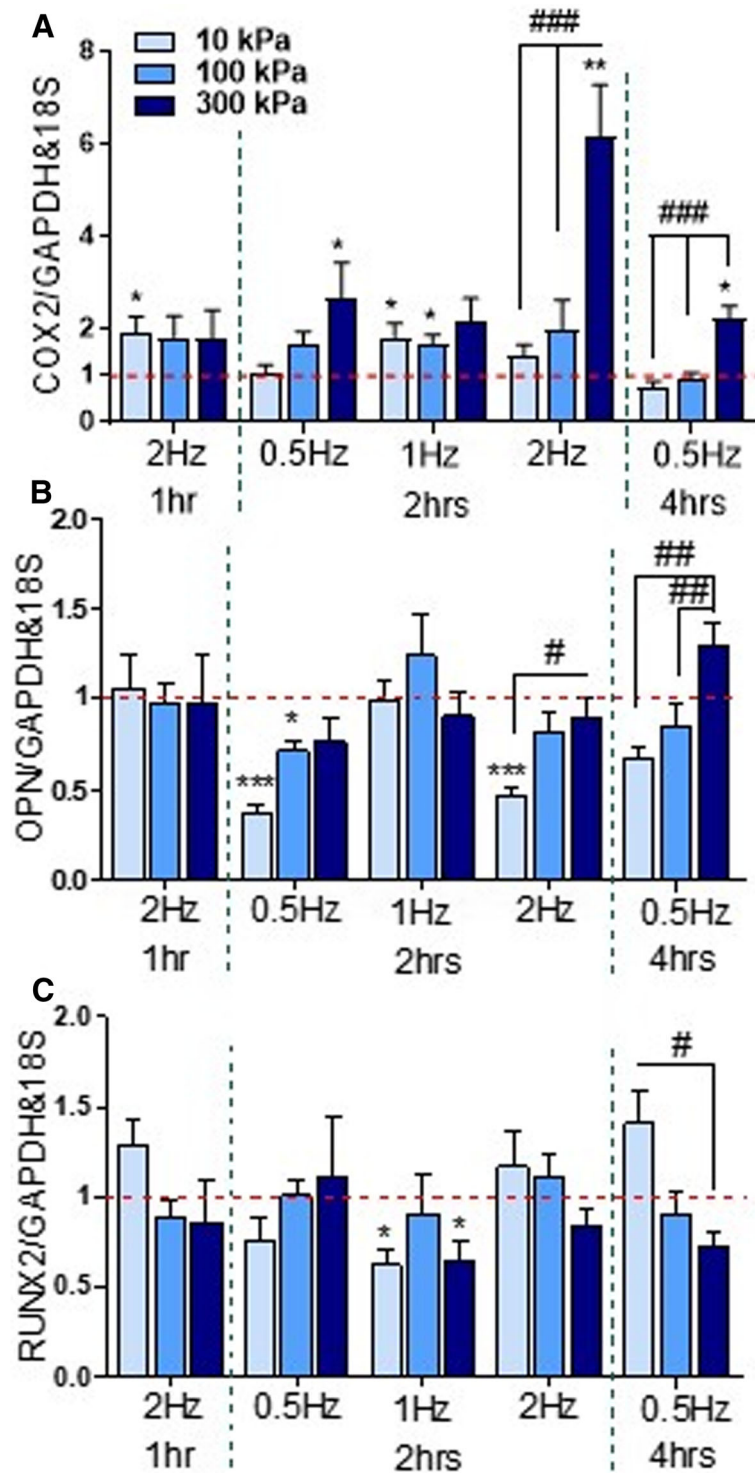 A
COX2/GAPDH&18S
8
6
4
2
1
0
10 kPa
100 kPa
300 kPa
*
*
*
*
###
**
###
*
2Hz
0.5Hz
1Hz
2Hz
0.5Hz
1hr
2hrs
4hrs
B
OPN/GAPDH&18S
2.0
1.5
1
0.5
0.0
***
*
***
#
##
##
2Hz
0.5Hz
1Hz
2Hz
0.5Hz
1hr
2hrs
4hrs
C
RUNX2/GAPDH&18S
2.0
1.5
1
0.5
0.0
*
*
#
2Hz
0.5Hz
1Hz
2Hz
0.5Hz
1hr
2hrs
4hrs